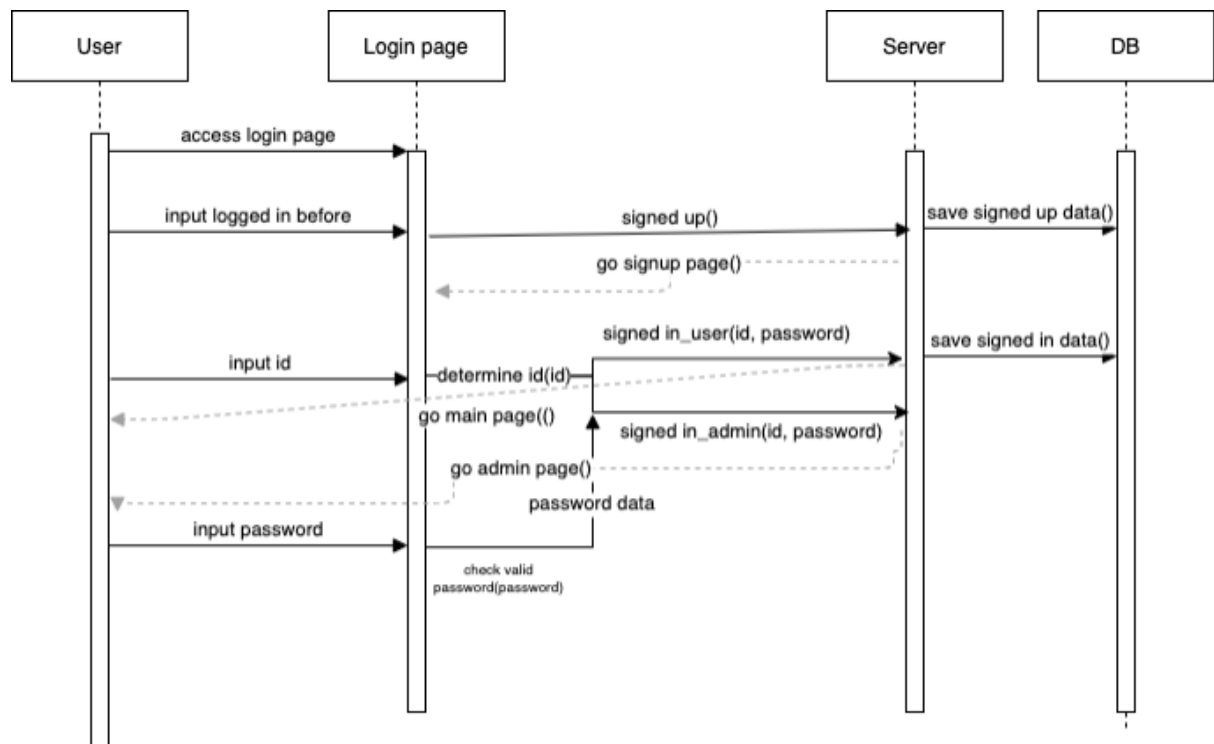 User
Login page
Server
DB
access login page
input logged in before
signed up()
save signed up data()
go signup page()
signed in_user(id, password)
save signed in data()
input id
determine id(id)
go main page(()
signed in_admin(id, password)
go admin page()
password data
input password
check valid
password(password)